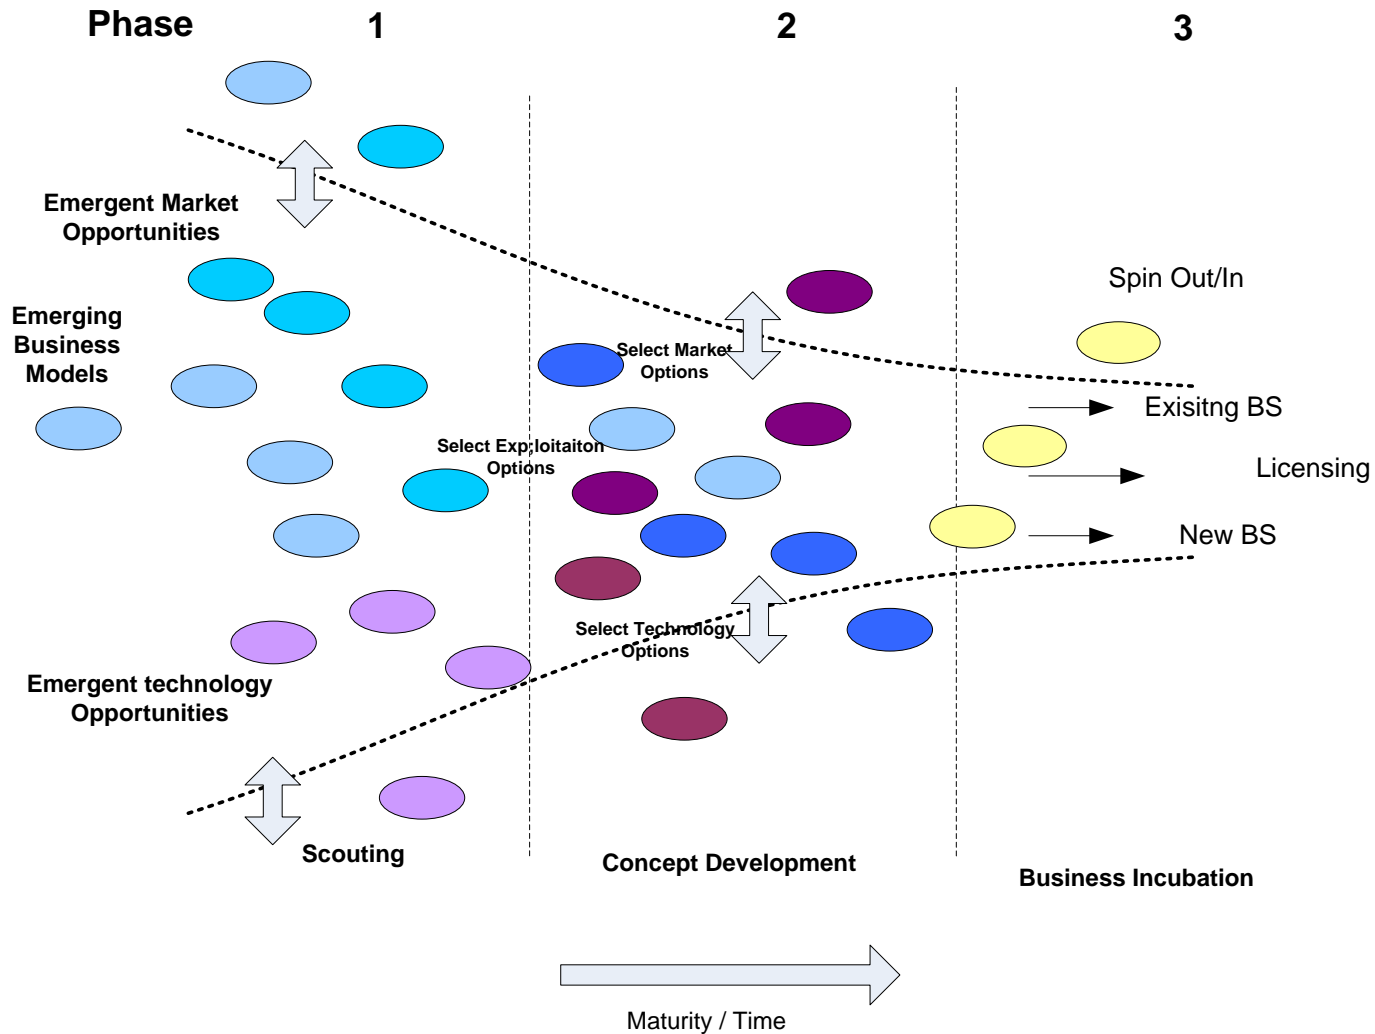 Phase 1 2 3
Emergent Market
Opportunities
Spin Out/In
Emerging
Business
Models
Select Market
Options
Exisitng BS
Select Exp;loitaiton
Options
Licensing
New BS
Select Technology
Options
Emergent technology
Opportunities
Scouting
Concept Development
Business Incubation
Maturity / Time